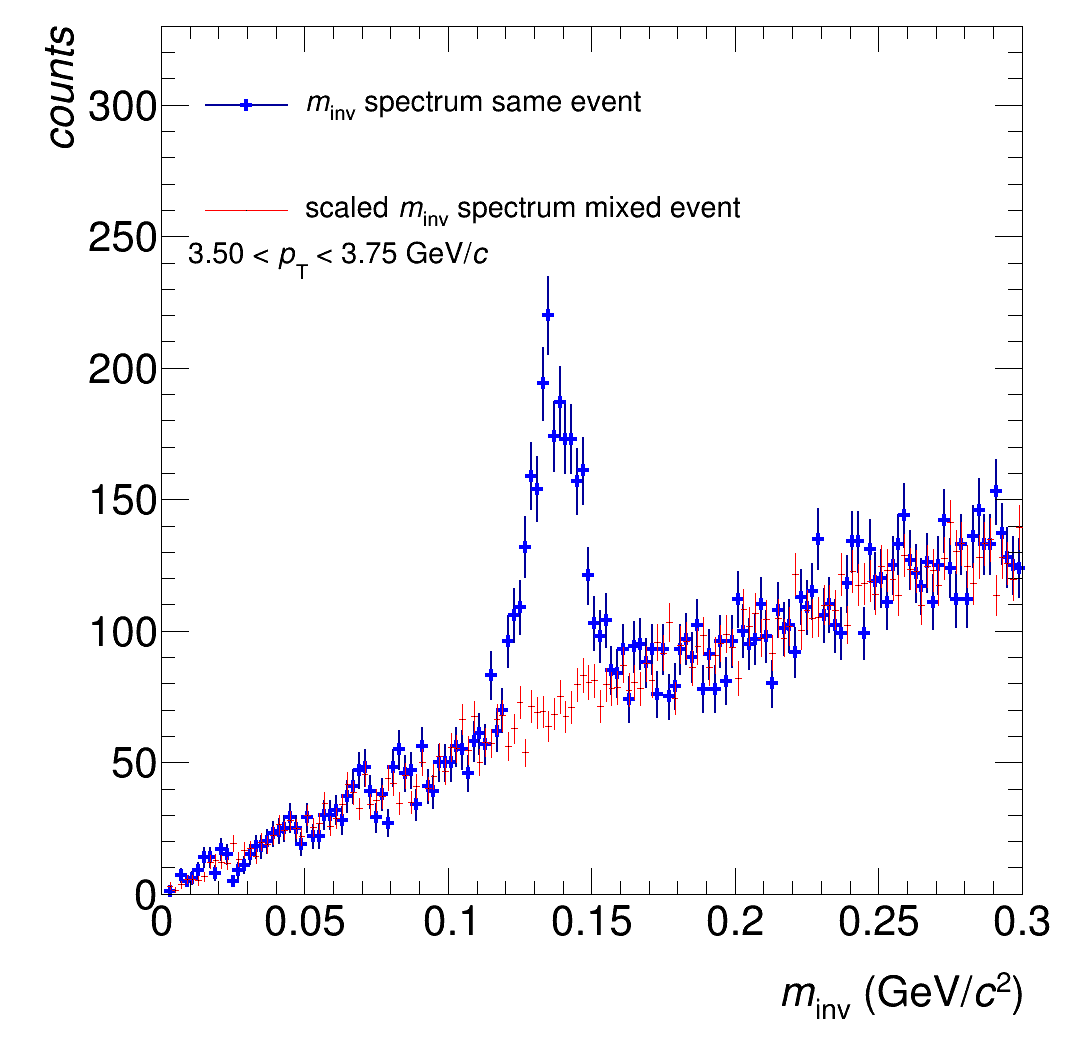 counts
300
250
200
150
100
50
0
m_inv spectrum same event
scaled m_inv spectrum mixed event
3.50 < p_T < 3.75 GeV/c
0 0.05 0.1 0.15 0.2 0.25 0.3
m_inv (GeV/c²)